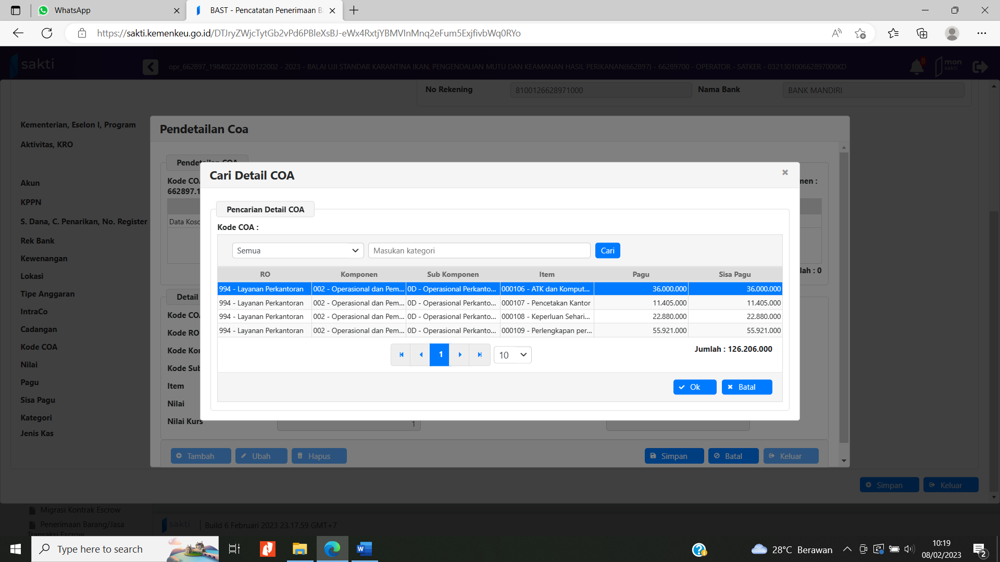 WhatsApp
BAST - Pencatatan Penerimaan B
https://sakti.kemenkeu.go.id/DTJryZWjcTytGb2vPd6PBleXsBJ-eWx4RxtjYBMVInMnq2eFum5ExjfivbWq0RYo
sakti
opr_662897_198402222010122002 - 2023 - BALAI UJI STANDAR KARANTINA IKAN, PENGENDALIAN MUTU DAN KEAMANAN HASIL PERIKANAN(662897) - 66289700 - OPERATOR - SATKER - 032130100662897000KD
8
mon sakti
No Rekening 8100126628971000 Nama Bank BANK MANDIRI
Kementerian, Eselon I, Program
Aktivitas, KRO
Akun
KPPN
S. Dana, C. Penarikan, No. Register
Rek Bank
Kewenangan
Lokasi
Tipe Anggaran
IntraCo
Cadangan
Kode COA
Nilai
Pagu
Sisa Pagu
Kategori
Jenis Kas
Pendetailan Coa
Pendetailan COA
Kode CO
662897.1
men :
Data Koso
lah : 0
Detail
Kode CO
Kode RO
Kode Kor
Kode Sub
Item
Nilai
Nilai Kurs 1
Cari Detail COA
Pencarian Detail COA
Kode COA :
Semua Masukan kategori Cari
RO Komponen Sub Komponen Item Pagu Sisa Pagu
994 - Layanan Perkantoran 002 - Operasional dan Pem... 0D - Operasional Perkanto... 000106 - ATK dan Komput... 36.000.000 36.000.000
994 - Layanan Perkantoran 002 - Operasional dan Pem... 0D - Operasional Perkanto... 000107 - Pencetakan Kantor 11.405.000 11.405.000
994 - Layanan Perkantoran 002 - Operasional dan Pem... 0D - Operasional Perkanto... 000108 - Keperluan Sehari... 22.880.000 22.880.000
994 - Layanan Perkantoran 002 - Operasional dan Pem... 0D - Operasional Perkanto... 000109 - Perlengkapan per... 55.921.000 55.921.000
1 10 Jumlah : 126.206.000
Ok Batal
Tambah Ubah Hapus Simpan Batal Keluar
Simpan Keluar
Migrasi Kontrak Escrow
Penerimaan Barang/Jasa
Transaksi Escrow
sakti Build 6 Februari 2023 23.17.59 GMT+7
Type here to search
28°C Berawan
10:19
08/02/2023
2